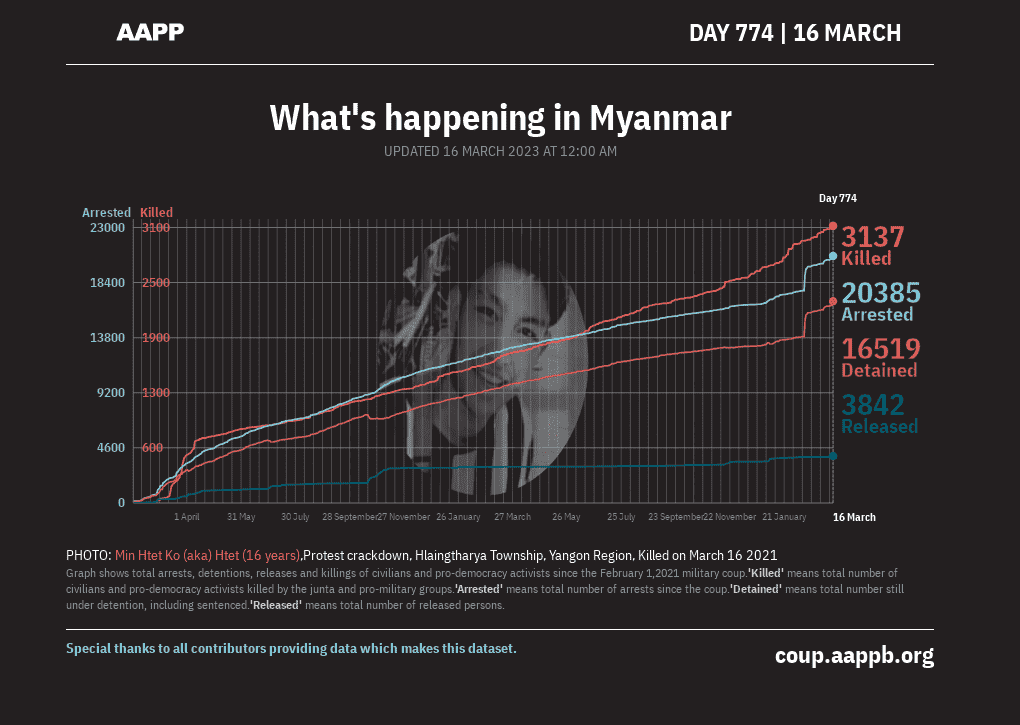 AAPP
DAY 774 | 16 MARCH
What's happening in Myanmar
UPDATED 16 MARCH 2023 AT 12:00 AM
Day 774
Arrested Killed
23000 3100
18400 2500
13800 1900
9200 1300
4600 600
0
3137
Killed
20385
Arrested
16519
Detained
3842
Released
1 April 31 May 30 July 28 September 27 November 26 January 27 March 26 May 25 July 23 September 22 November 21 January 16 March
PHOTO: Min Htet Ko (aka) Htet (16 years),Protest crackdown, Hlaingtharya Township, Yangon Region, Killed on March 16 2021
Graph shows total arrests, detentions, releases and killings of civilians and pro-democracy activists since the February 1,2021 military coup.'Killed' means total number of
civilians and pro-democracy activists killed by the junta and pro-military groups.'Arrested' means total number of arrests since the coup.'Detained' means total number still
under detention, including sentenced.'Released' means total number of released persons.
Special thanks to all contributors providing data which makes this dataset.
coup.aappb.org